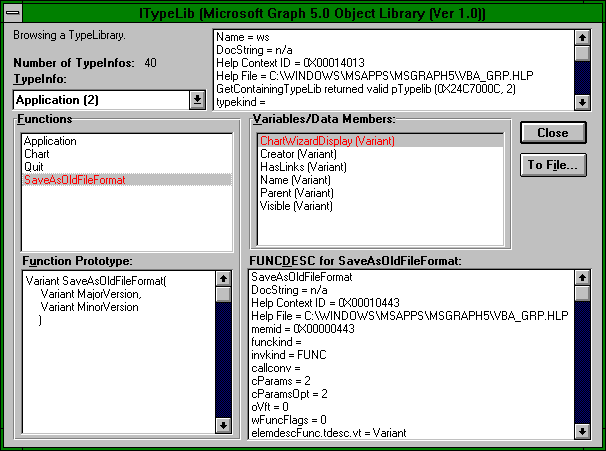 ITypeLib (Microsoft Graph 5.0 Object Library (Ver 1.0))
Browsing a TypeLibrary.
Number of TypeInfos: 40
TypeInfo:
Application (2)
Name = ws
DocString = n/a
Help Context ID = 0X00014013
Help File = C:\WINDOWS\MSAPPS\MSGRAPH5\VBA_GRP.HLP
GetContainingTypeLib returned valid pTypelib (0X24C7000C, 2)
typekind =
Functions
Application
Chart
Quit
SaveAsOldFileFormat
Variables/Data Members:
ChartWizardDisplay (Variant)
Creator (Variant)
HasLinks (Variant)
Name (Variant)
Parent (Variant)
Visible (Variant)
Close
To File...
Function Prototype:
Variant SaveAsOldFileFormat(
Variant MajorVersion,
Variant MinorVersion
)
FUNCDESC for SaveAsOldFileFormat:
SaveAsOldFileFormat
DocString = n/a
Help Context ID = 0X00010443
Help File = C:\WINDOWS\MSAPPS\MSGRAPH5\VBA_GRP.HLP
memid = 0X00000443
funckind =
invkind = FUNC
callconv =
cParams = 2
cParamsOpt = 2
oVft = 0
wFuncFlags = 0
elemdescFunc.tdesc.vt = Variant